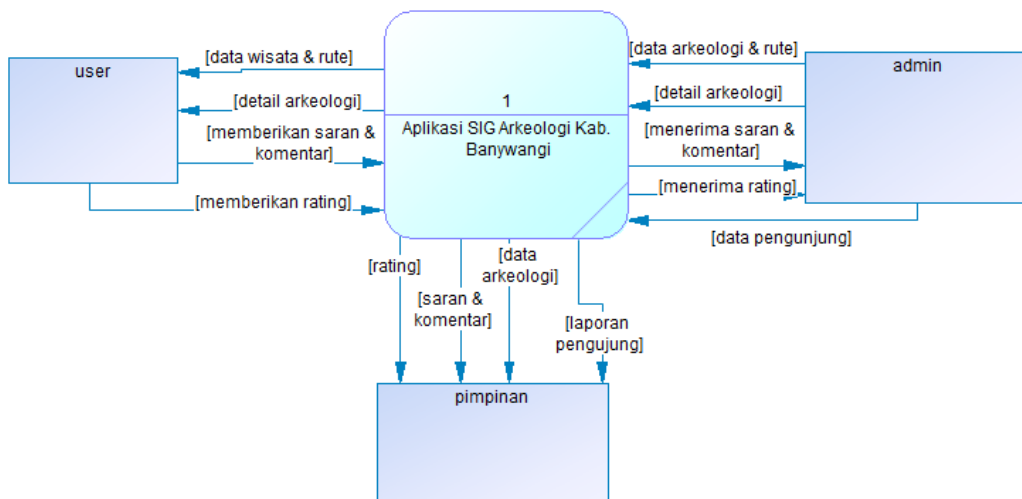 user
[data wisata & rute]
[detail arkeologi]
[memberikan saran &
komentar]
[memberikan rating]
1
Aplikasi SIG Arkeologi Kab.
Banywangi
[data arkeologi & rute]
[detail arkeologi]
[menerima saran &
komentar]
[menerima rating]
[data pengunjung]
admin
[rating]
[saran &
komentar]
[data
arkeologi]
[laporan
pengujung]
pimpinan